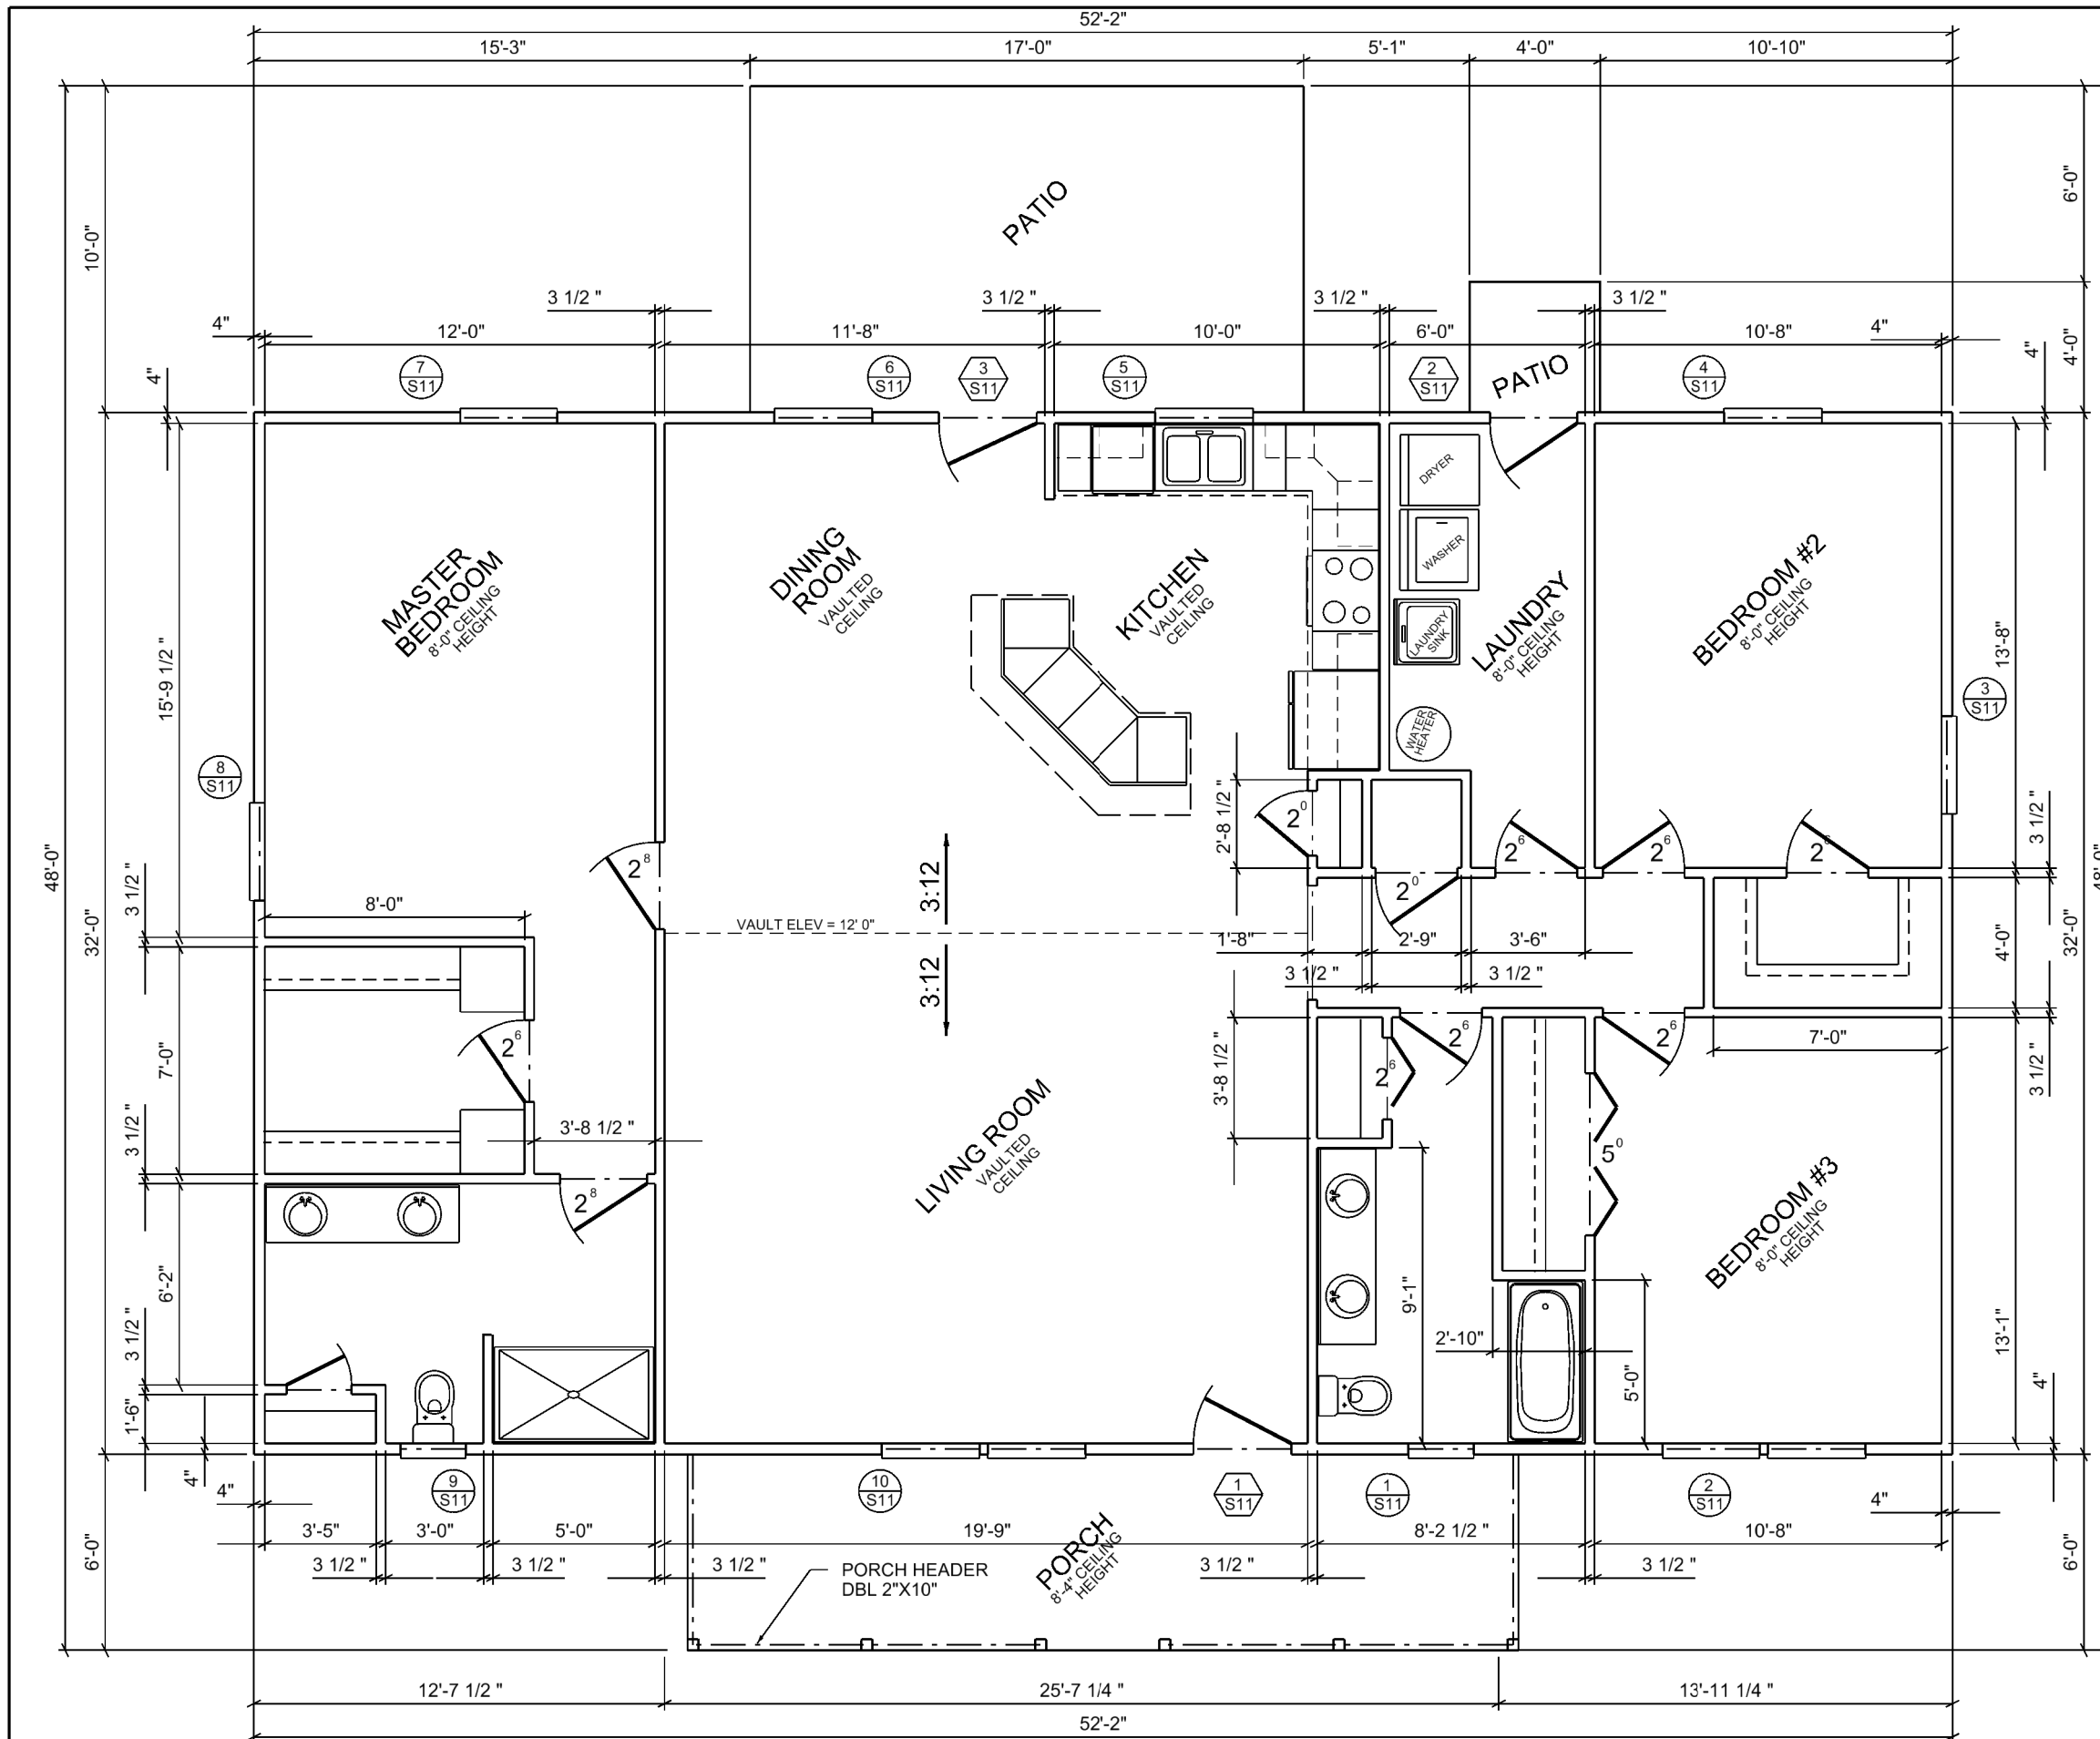 52'-2"
15'-3"
17'-0"
5'-1"
4'-0"
10'-10"
10'-0"
PATIO
6'-0"
3 1/2 "
3 1/2 "
3 1/2 "
3 1/2 "
4"
12'-0"
11'-8"
10'-0"
6'-0"
10'-8"
4"
4"
4"
4'-0"
7
S11
6
S11
3
S11
5
S11
2
S11
PATIO
4
S11
MASTER
BEDROOM
8'-0" CEILING
HEIGHT
DINING
ROOM
VAULTED
CEILING
KITCHEN
VAULTED
CEILING
DRYER
WASHER
LAUNDRY
SINK
WATER
HEATER
LAUNDRY
8'-0" CEILING
HEIGHT
BEDROOM #2
8'-0" CEILING
HEIGHT
15'-9 1/2 "
13'-8"
3
S11
8
S11
2'-8 1/2 "
2⁰
2⁶
2⁶
2⁶
3 1/2 "
48'-0"
32'-0"
3 1/2 "
8'-0"
2⁸
3:12
VAULT ELEV = 12' 0"
3:12
2⁰
1'-8"
2'-9"
3'-6"
3 1/2 "
3 1/2 "
4'-0"
32'-0"
48'-0"
7'-0"
2⁶
3'-8 1/2 "
3'-8 1/2 "
2⁶
2⁶
2⁶
7'-0"
3 1/2 "
3 1/2 "
2⁸
LIVING ROOM
VAULTED
CEILING
5⁰
BEDROOM #3
8'-0" CEILING
HEIGHT
6'-2"
9'-1"
2'-10"
5'-0"
13'-1"
3 1/2 "
1'-6"
4"
4"
4"
9
S11
10
S11
1
S11
1
S11
2
S11
4"
3'-5"
3'-0"
5'-0"
19'-9"
8'-2 1/2 "
10'-8"
3 1/2 "
3 1/2 "
3 1/2 "
3 1/2 "
3 1/2 "
6'-0"
PORCH HEADER
DBL 2"X10"
PORCH
8'-4" CEILING
HEIGHT
6'-0"
12'-7 1/2 "
25'-7 1/4 "
13'-11 1/4 "
52'-2"